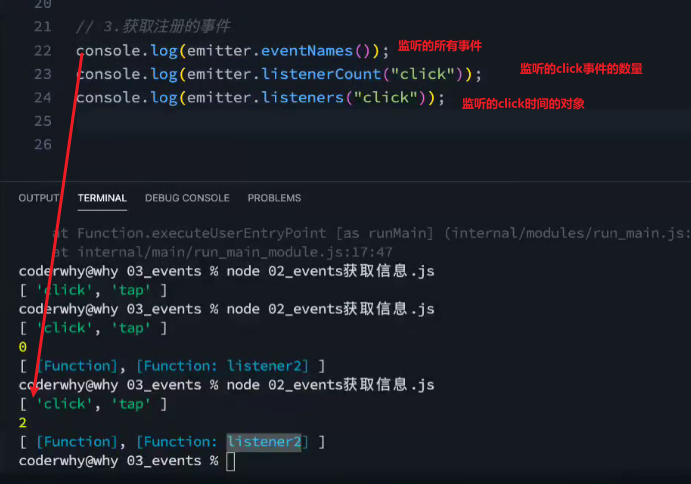 20
21 // 3.获取注册的事件
22 console.log(emitter.eventNames()); 监听的所有事件
23 console.log(emitter.listenerCount("click")); 监听的click事件的数量
24 console.log(emitter.listeners("click")); 监听的click时间的对象
25
26
OUTPUT TERMINAL DEBUG CONSOLE PROBLEMS
at Function.executeUserEntryPoint [as runMain] (internal/modules/run_main.js:
at internal/main/run_main_module.js:17:47
coderwhy@why 03_events % node 02_events获取信息.js
[ 'click', 'tap' ]
coderwhy@why 03_events % node 02_events获取信息.js
[ 'click', 'tap' ]
0
[ [Function], [Function: listener2] ]
coderwhy@why 03_events % node 02_events获取信息.js
[ 'click', 'tap' ]
2
[ [Function], [Function: listener2] ]
coderwhy@why 03_events %